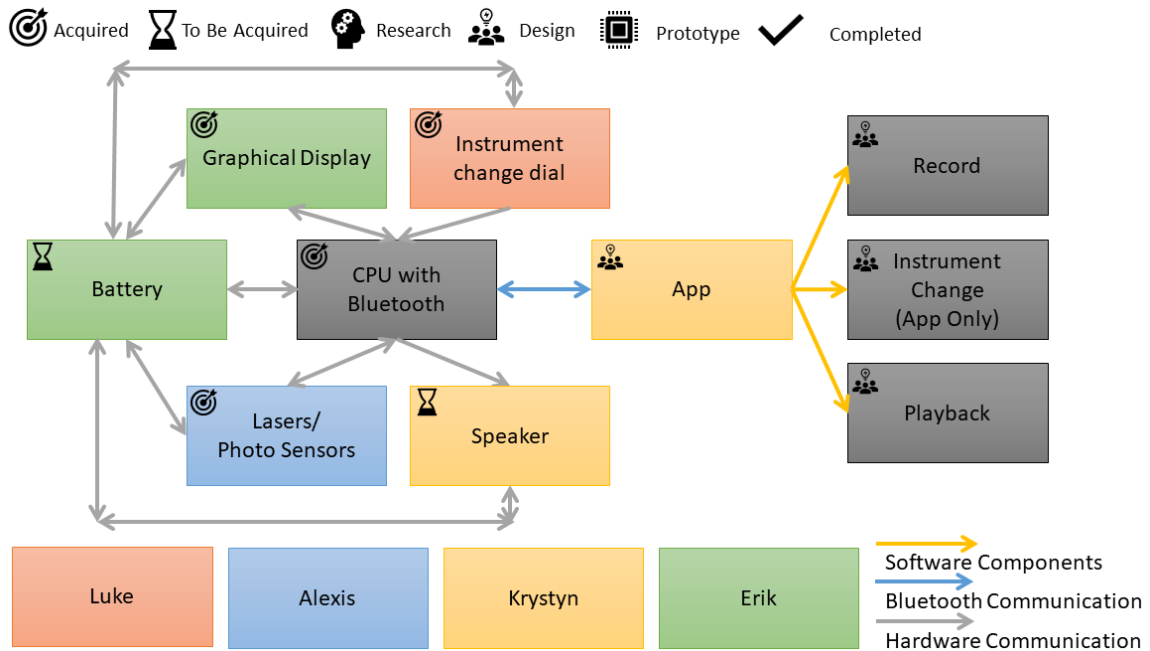 Acquired
To Be Acquired
Research
Design
Prototype
Completed
Graphical Display
Instrument
change dial
Record
Battery
CPU with
Bluetooth
App
Instrument
Change
(App Only)
Lasers/
Photo Sensors
Speaker
Playback
Luke
Alexis
Krystyn
Erik
Software Components
Bluetooth Communication
Hardware Communication